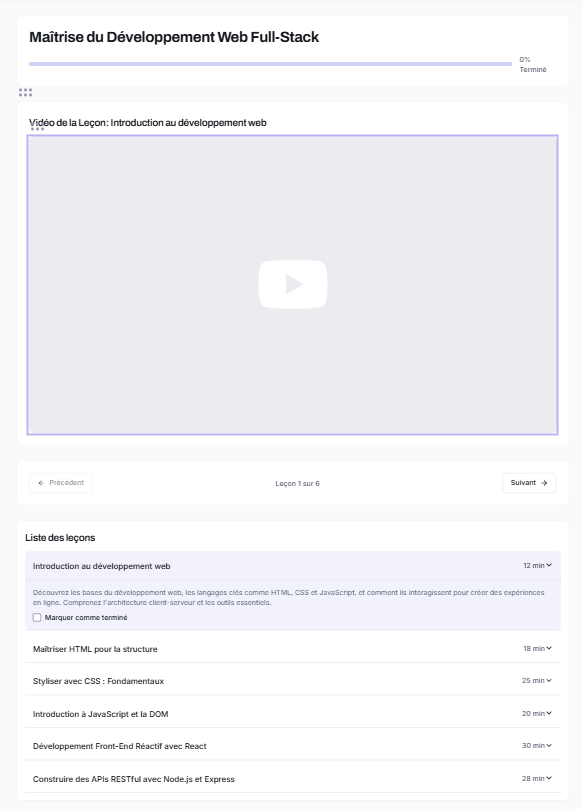 Maîtrise du Développement Web Full-Stack
0%
Terminé
Vidéo de la Leçon: Introduction au développement web
Précédent
Leçon 1 sur 6
Suivant
Liste des leçons
Introduction au développement web
12 min
Découvrez les bases du développement web, les langages clés comme HTML, CSS et JavaScript, et comment ils interagissent pour créer des expériences
en ligne. Comprenez l'architecture client-serveur et les outils essentiels.
Marquer comme terminé
Maîtriser HTML pour la structure
18 min
Styliser avec CSS : Fondamentaux
25 min
Introduction à JavaScript et la DOM
20 min
Développement Front-End Réactif avec React
30 min
Construire des APIs RESTful avec Node.js et Express
28 min